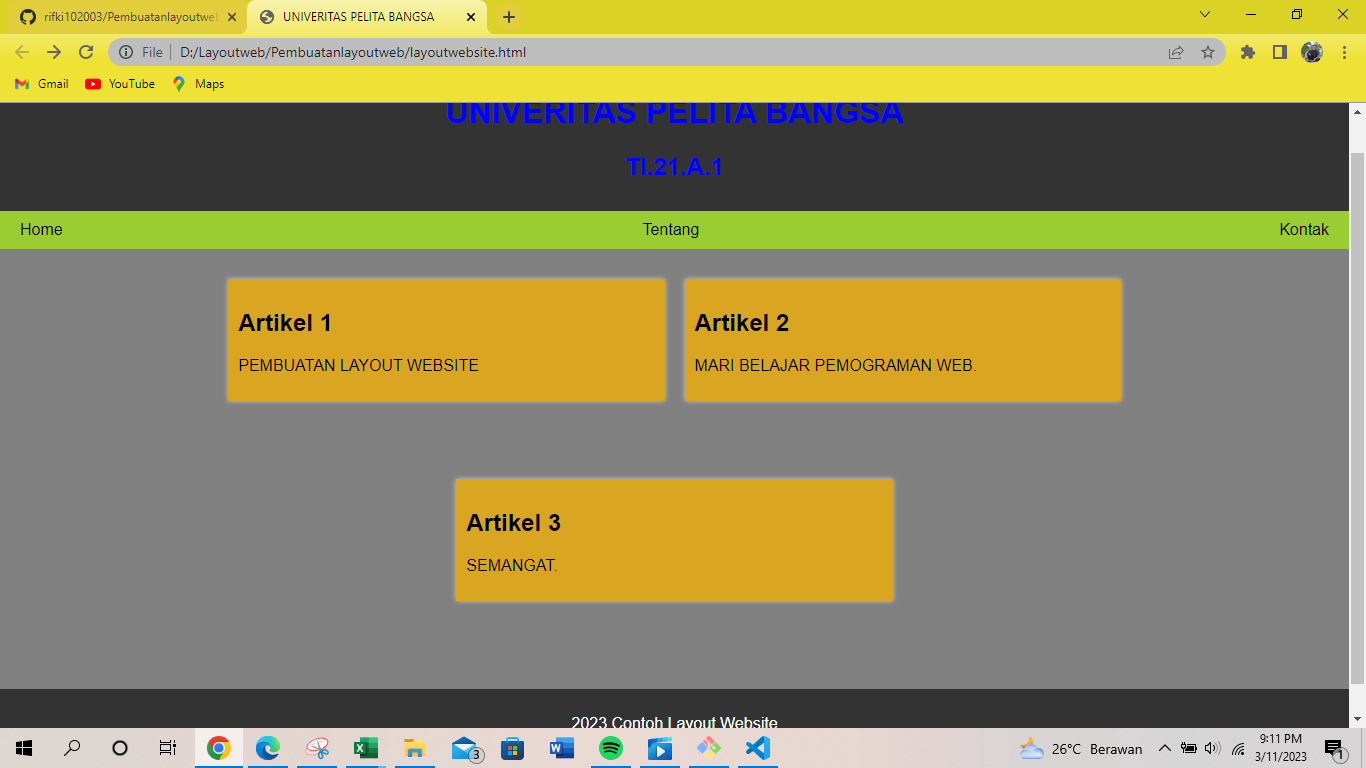 rifki102003/Pembuatanlayoutwe
UNIVERITAS PELITA BANGSA
File
D:/Layoutweb/Pembuatanlayoutweb/layoutwebsite.html
Gmail
YouTube
Maps
UNIVERITAS PELITA BANGSA
TI.21.A.1
Home
Tentang
Kontak
Artikel 1
PEMBUATAN LAYOUT WEBSITE
Artikel 2
MARI BELAJAR PEMOGRAMAN WEB.
Artikel 3
SEMANGAT.
2023 Contoh Layout Website
3
26°C Berawan
9:11 PM
3/11/2023
1